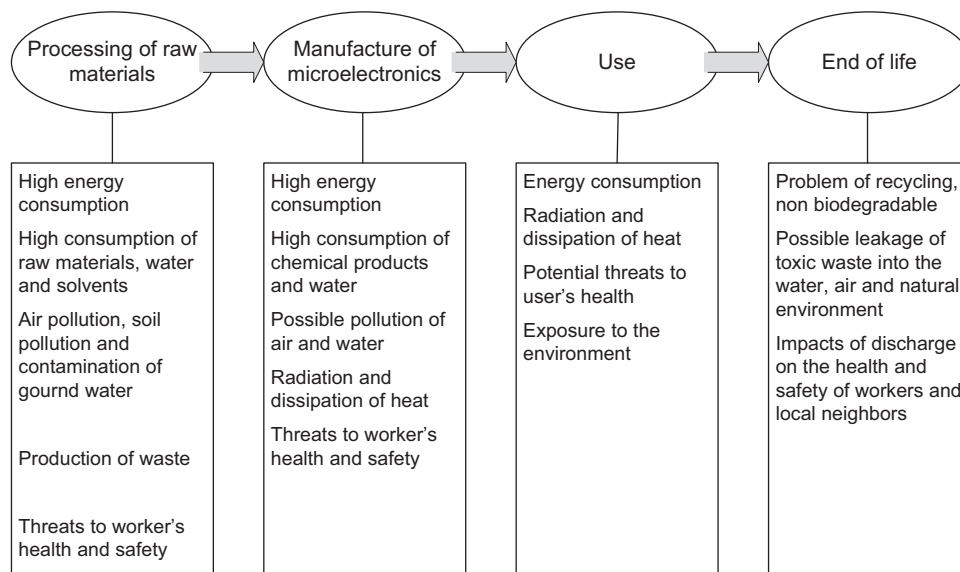 Processing of raw
materials
Manufacture of
microelectronics
Use
End of life
High energy
consumption
High consumption of
raw materials, water
and solvents
Air pollution, soil
pollution and
contamination of
gournd water
Production of waste
Threats to worker's
health and safety
High energy
consumption
High consumption of
chemical products
and water
Possible pollution of
air and water
Radiation and
dissipation of heat
Threats to worker's
health and safety
Energy consumption
Radiation and
dissipation of heat
Potential threats to
user's health
Exposure to the
environment
Problem of recycling,
non biodegradable
Possible leakage of
toxic waste into the
water, air and natural
environment
Impacts of discharge
on the health and
safety of workers and
local neighbors